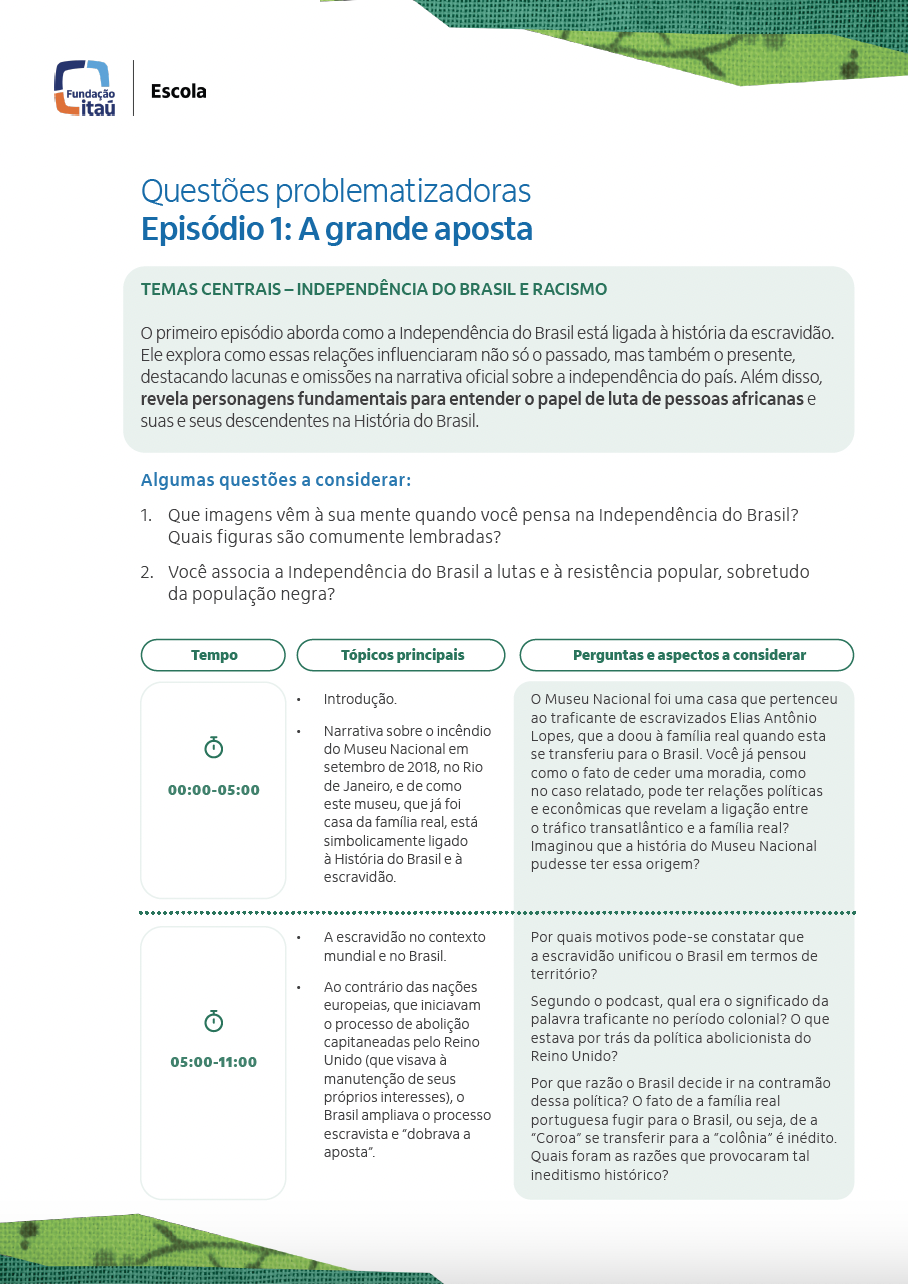 Fundação
itaú
Escola
Questões problematizadoras
Episódio 1: A grande aposta
TEMAS CENTRAIS – INDEPENDÊNCIA DO BRASIL E RACISMO
O primeiro episódio aborda como a Independência do Brasil está ligada à história da escravidão.
Ele explora como essas relações influenciaram não só o passado, mas também o presente,
destacando lacunas e omissões na narrativa oficial sobre a independência do país. Além disso,
revela personagens fundamentais para entender o papel de luta de pessoas africanas e
suas e seus descendentes na História do Brasil.
Algumas questões a considerar:
1. Que imagens vêm à sua mente quando você pensa na Independência do Brasil?
Quais figuras são comumente lembradas?
2. Você associa a Independência do Brasil a lutas e à resistência popular, sobretudo
da população negra?
Tempo
Tópicos principais
Perguntas e aspectos a considerar
00:00-05:00
• Introdução.
• Narrativa sobre o incêndio
do Museu Nacional em
setembro de 2018, no Rio
de Janeiro, e de como
este museu, que já foi
casa da família real, está
simbolicamente ligado
à História do Brasil e à
escravidão.
O Museu Nacional foi uma casa que pertenceu
ao traficante de escravizados Elias Antônio
Lopes, que a doou à família real quando esta
se transferiu para o Brasil. Você já pensou
como o fato de ceder uma moradia, como
no caso relatado, pode ter relações políticas
e econômicas que revelam a ligação entre
o tráfico transatlântico e a família real?
Imaginou que a história do Museu Nacional
pudesse ter essa origem?
05:00-11:00
• A escravidão no contexto
mundial e no Brasil.
• Ao contrário das nações
europeias, que iniciavam
o processo de abolição
capitaneadas pelo Reino
Unido (que visava à
manutenção de seus
próprios interesses), o
Brasil ampliava o processo
escravista e “dobrava a
aposta”.
Por quais motivos pode-se constatar que
a escravidão unificou o Brasil em termos de
território?
Segundo o podcast, qual era o significado da
palavra traficante no período colonial? O que
estava por trás da política abolicionista do
Reino Unido?
Por que razão o Brasil decide ir na contramão
dessa política? O fato de a família real
portuguesa fugir para o Brasil, ou seja, de a
“Coroa” se transferir para a “colônia” é inédito.
Quais foram as razões que provocaram tal
ineditismo histórico?